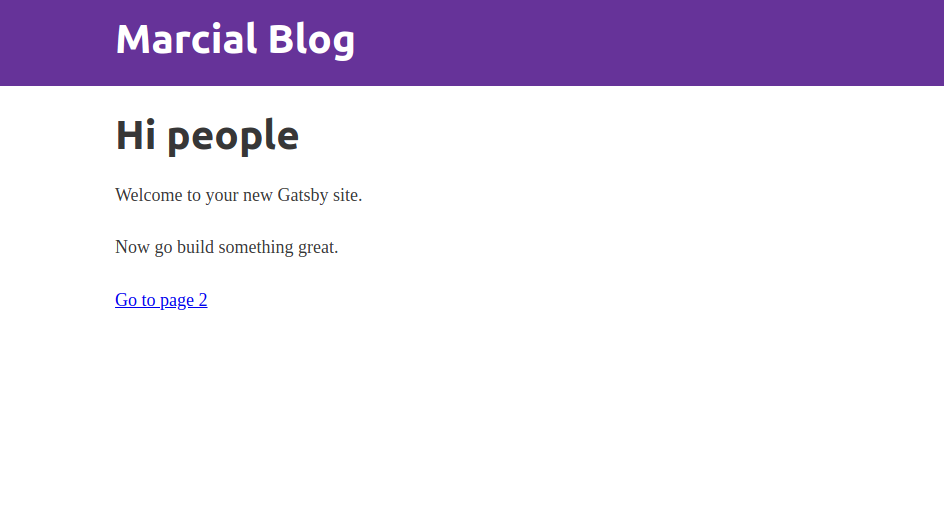 Marcial Blog
Hi people
Welcome to your new Gatsby site.
Now go build something great.
Go to page 2